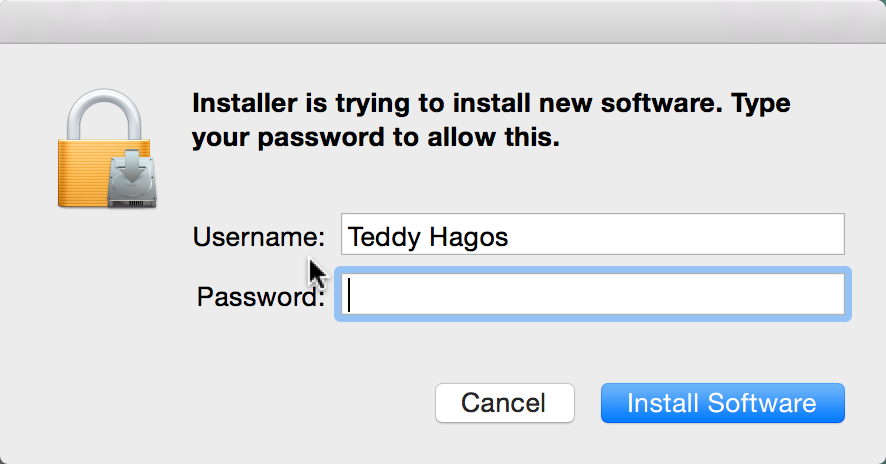 Installer is trying to install new software. Type
your password to allow this.
Username: Teddy Hagos
Password:
Cancel Install Software